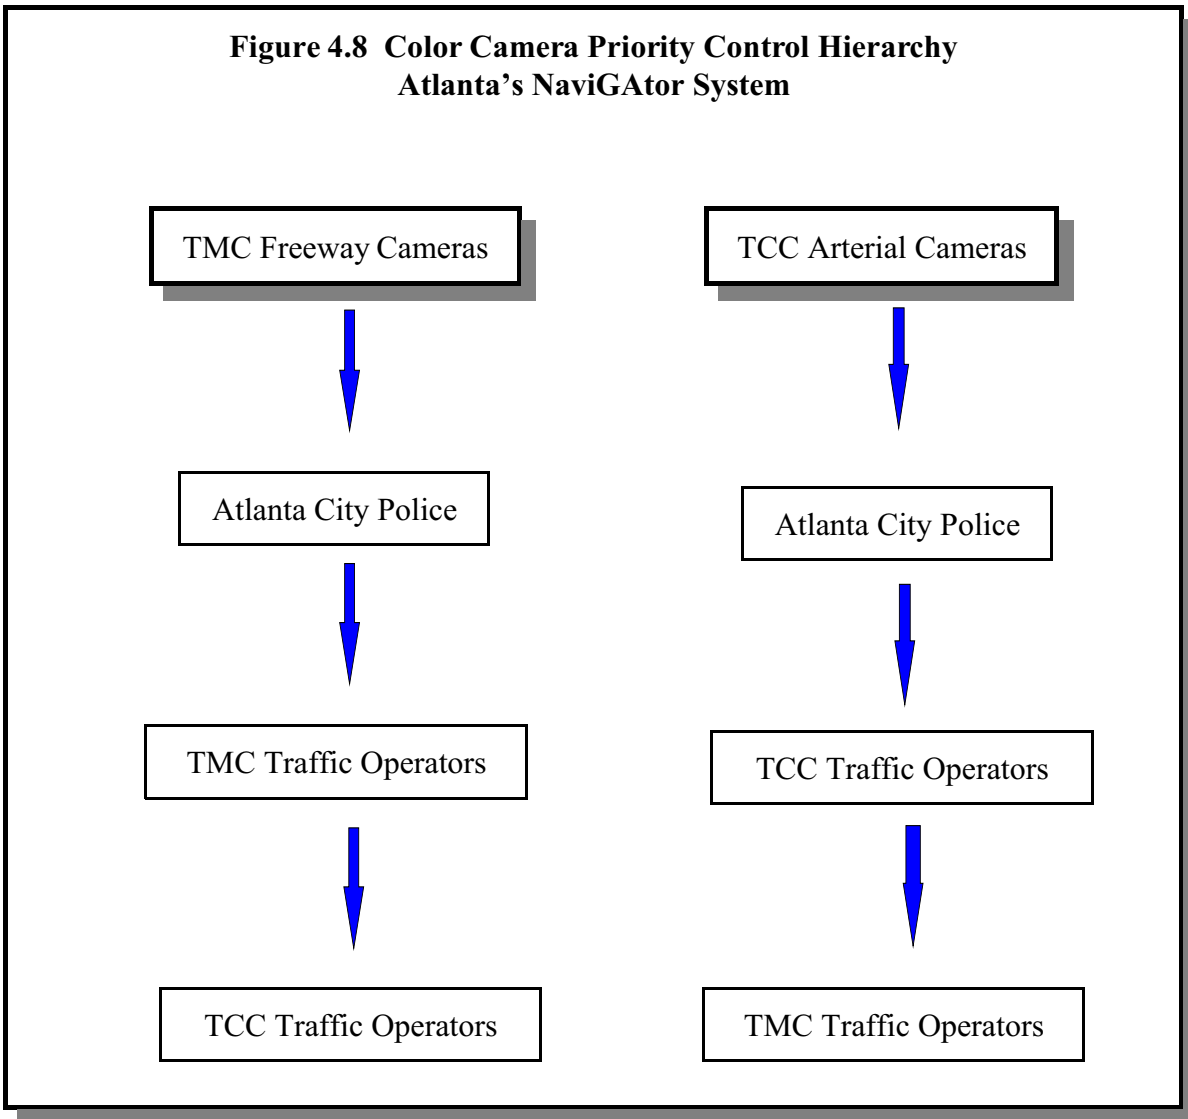 Figure 4.8 Color Camera Priority Control Hierarchy
Atlanta's NaviGAtor System
TMC Freeway Cameras
TCC Arterial Cameras
Atlanta City Police
Atlanta City Police
TMC Traffic Operators
TCC Traffic Operators
TCC Traffic Operators
TMC Traffic Operators